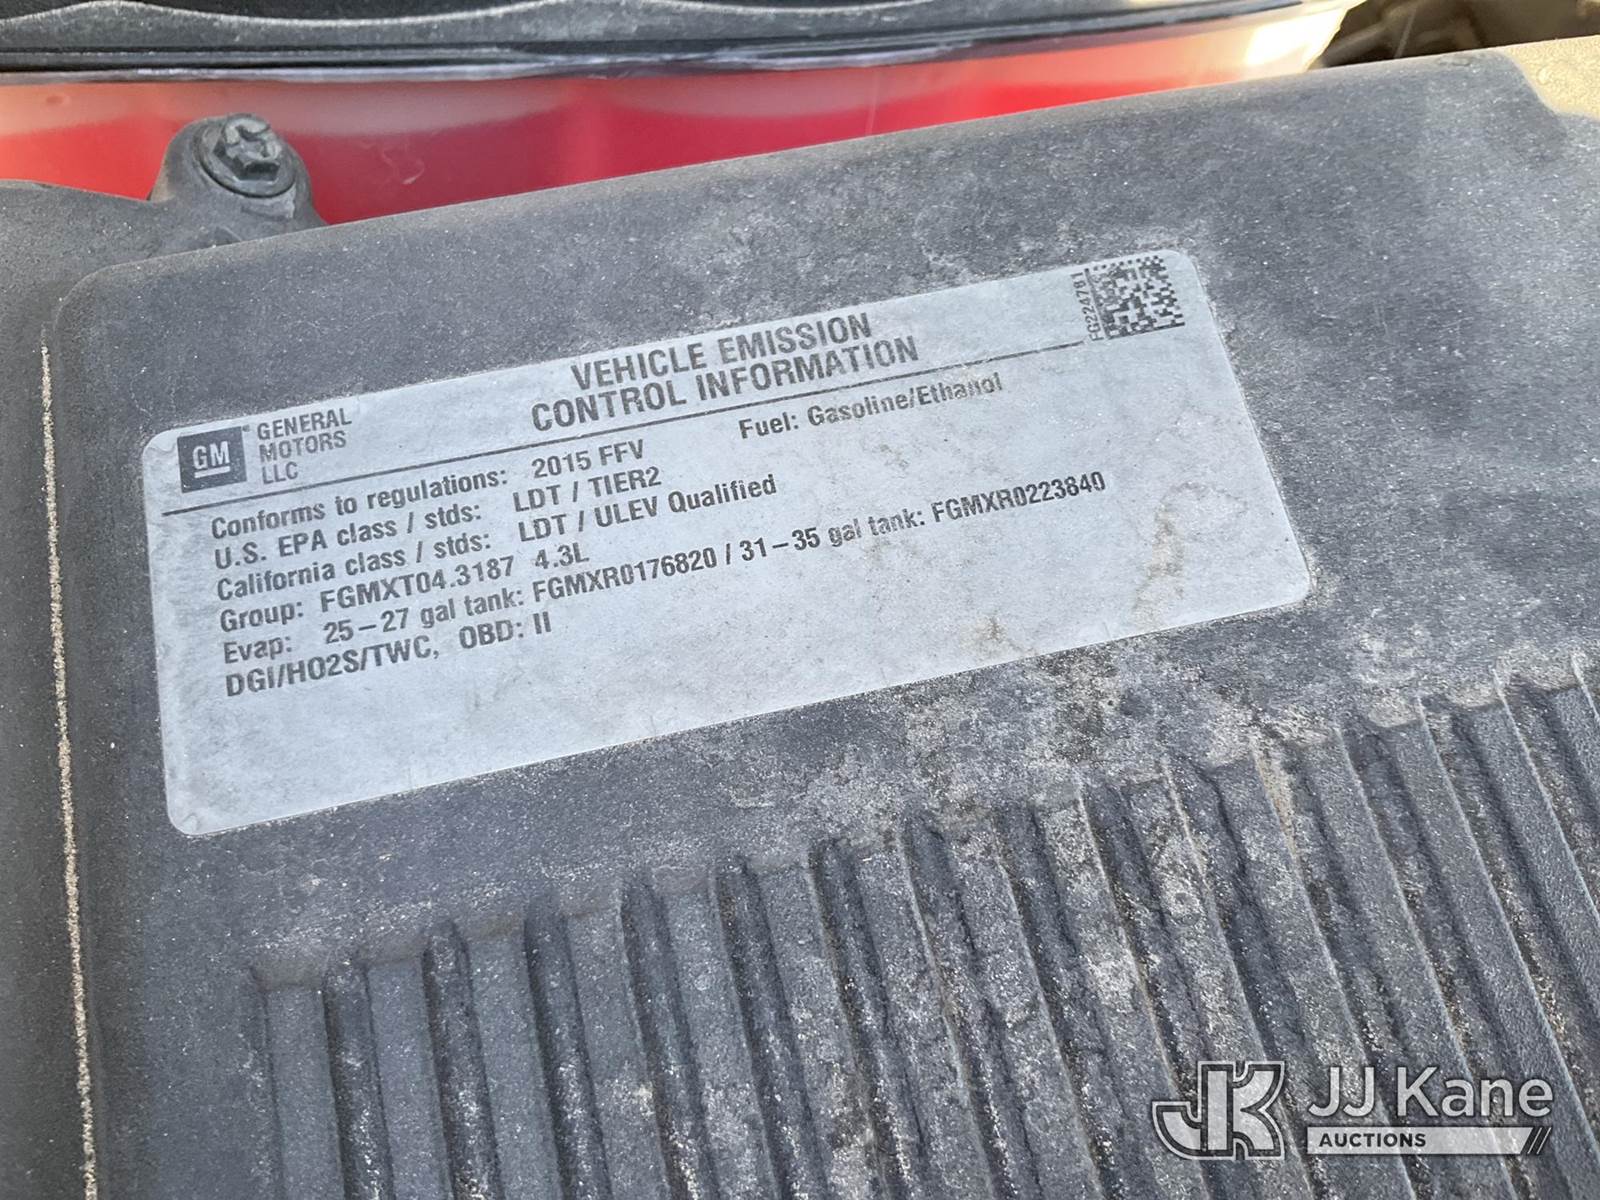 VEHICLE EMISSION
CONTROL INFORMATION
FG224781
GM
GENERAL
MOTORS
LLC
Conforms to regulations: 2015 FFV Fuel: Gasoline/Ethanol
U.S. EPA class / stds: LDT / TIER2
California class / stds: LDT / ULEV Qualified
Group: FGMXT04.3187 4.3L
Evap: 25-27 gal tank: FGMXR0176820 / 31-35 gal tank: FGMXR0223840
DGI/HO2S/TWC, OBD: II
JK JJ Kane
AUCTIONS